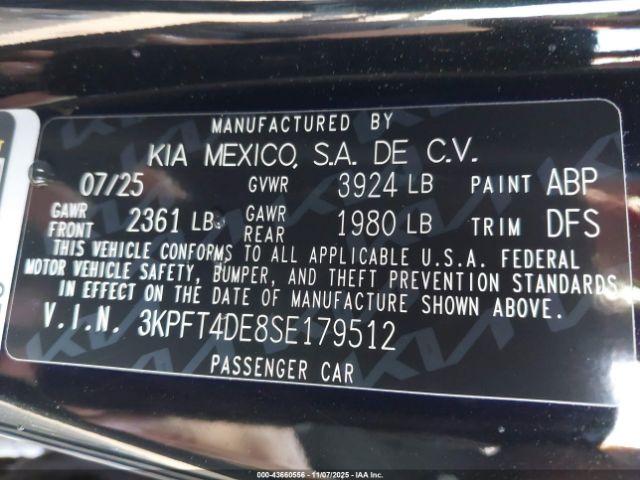 MANUFACTURED BY
KIA MEXICO, S.A. DE C.V.
07/25 GVWR 3924 LB PAINT ABP
GAWR FRONT 2361 LB GAWR REAR 1980 LB TRIM DFS
THIS VEHICLE CONFORMS TO ALL APPLICABLE U.S.A. FEDERAL
MOTOR VEHICLE SAFETY, BUMPER, AND THEFT PREVENTION STANDARDS
IN EFFECT ON THE DATE OF MANUFACTURE SHOWN ABOVE.
V.I.N. 3KPFT4DE8SE179512
PASSENGER CAR
000-43660556 - 11/07/2025 - IAA Inc.